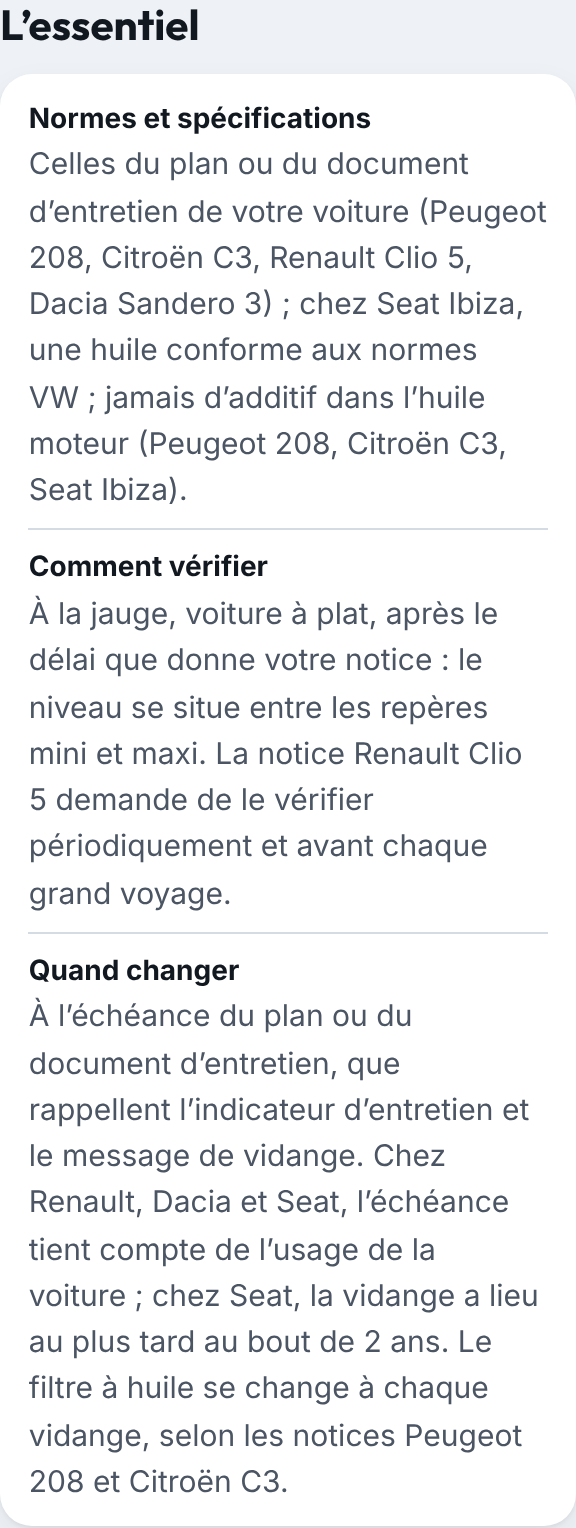 L’essentiel
Normes et spécifications
Celles du plan ou du document
d’entretien de votre voiture (Peugeot
208, Citroën C3, Renault Clio 5,
Dacia Sandero 3) ; chez Seat Ibiza,
une huile conforme aux normes
VW ; jamais d’additif dans l’huile
moteur (Peugeot 208, Citroën C3,
Seat Ibiza).
Comment vérifier
À la jauge, voiture à plat, après le
délai que donne votre notice : le
niveau se situe entre les repères
mini et maxi. La notice Renault Clio
5 demande de le vérifier
périodiquement et avant chaque
grand voyage.
Quand changer
À l’échéance du plan ou du
document d’entretien, que
rappellent l’indicateur d’entretien et
le message de vidange. Chez
Renault, Dacia et Seat, l’échéance
tient compte de l’usage de la
voiture ; chez Seat, la vidange a lieu
au plus tard au bout de 2 ans. Le
filtre à huile se change à chaque
vidange, selon les notices Peugeot
208 et Citroën C3.